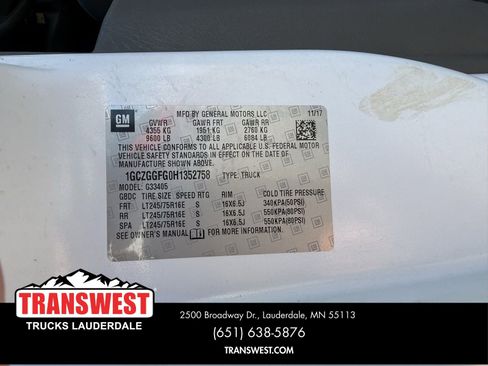 GM
MFD BY GENERAL MOTORS LLC 11/17
GVWR GAWR FRT GAWR RR
4355 KG 1951 KG 2760 KG
9600 LB 4300 LB 6084 LB
THIS VEHICLE CONFORMS TO ALL APPLICABLE U.S. FEDERAL MOTOR
VEHICLE SAFETY STANDARDS IN EFFECT ON THE DATE OF
MANUFACTURE SHOWN ABOVE.
1GCZGGFG0H1352758 TYPE: TRUCK
G33405
GBDC TIRE SIZE SPEED RTG RIM COLD TIRE PRESSURE
FRT LT245/75R16E S 16X6.5J 340KPA(50PSI)
RR LT245/75R16E S 16X6.5J 550KPA(80PSI)
SPA LT245/75R16E S 16X6.5J 550KPA(80PSI)
SEE OWNER'S MANUAL FOR MORE INFORMATION.
TRANSWEST
TRUCKS LAUDERDALE
2500 Broadway Dr., Lauderdale, MN 55113
(651) 638-5876
TRANSWEST.COM